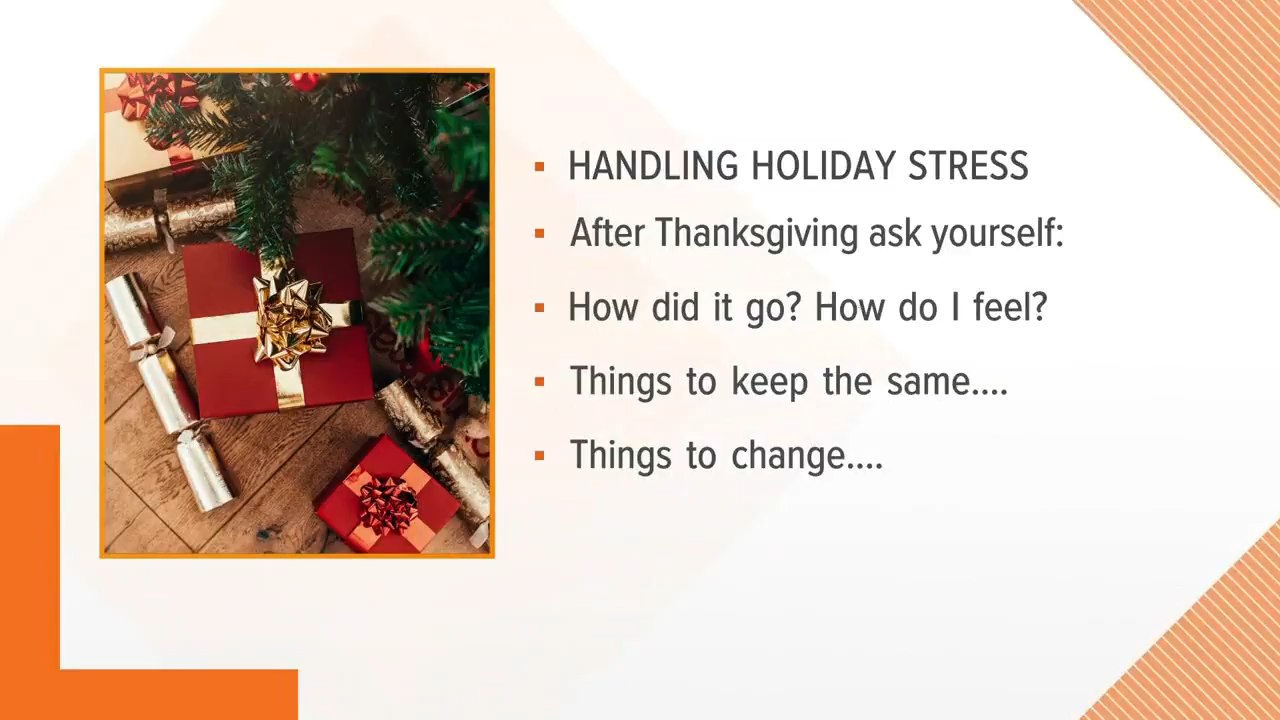 HANDLING HOLIDAY STRESS
After Thanksgiving ask yourself:
How did it go? How do I feel?
Things to keep the same....
Things to change....